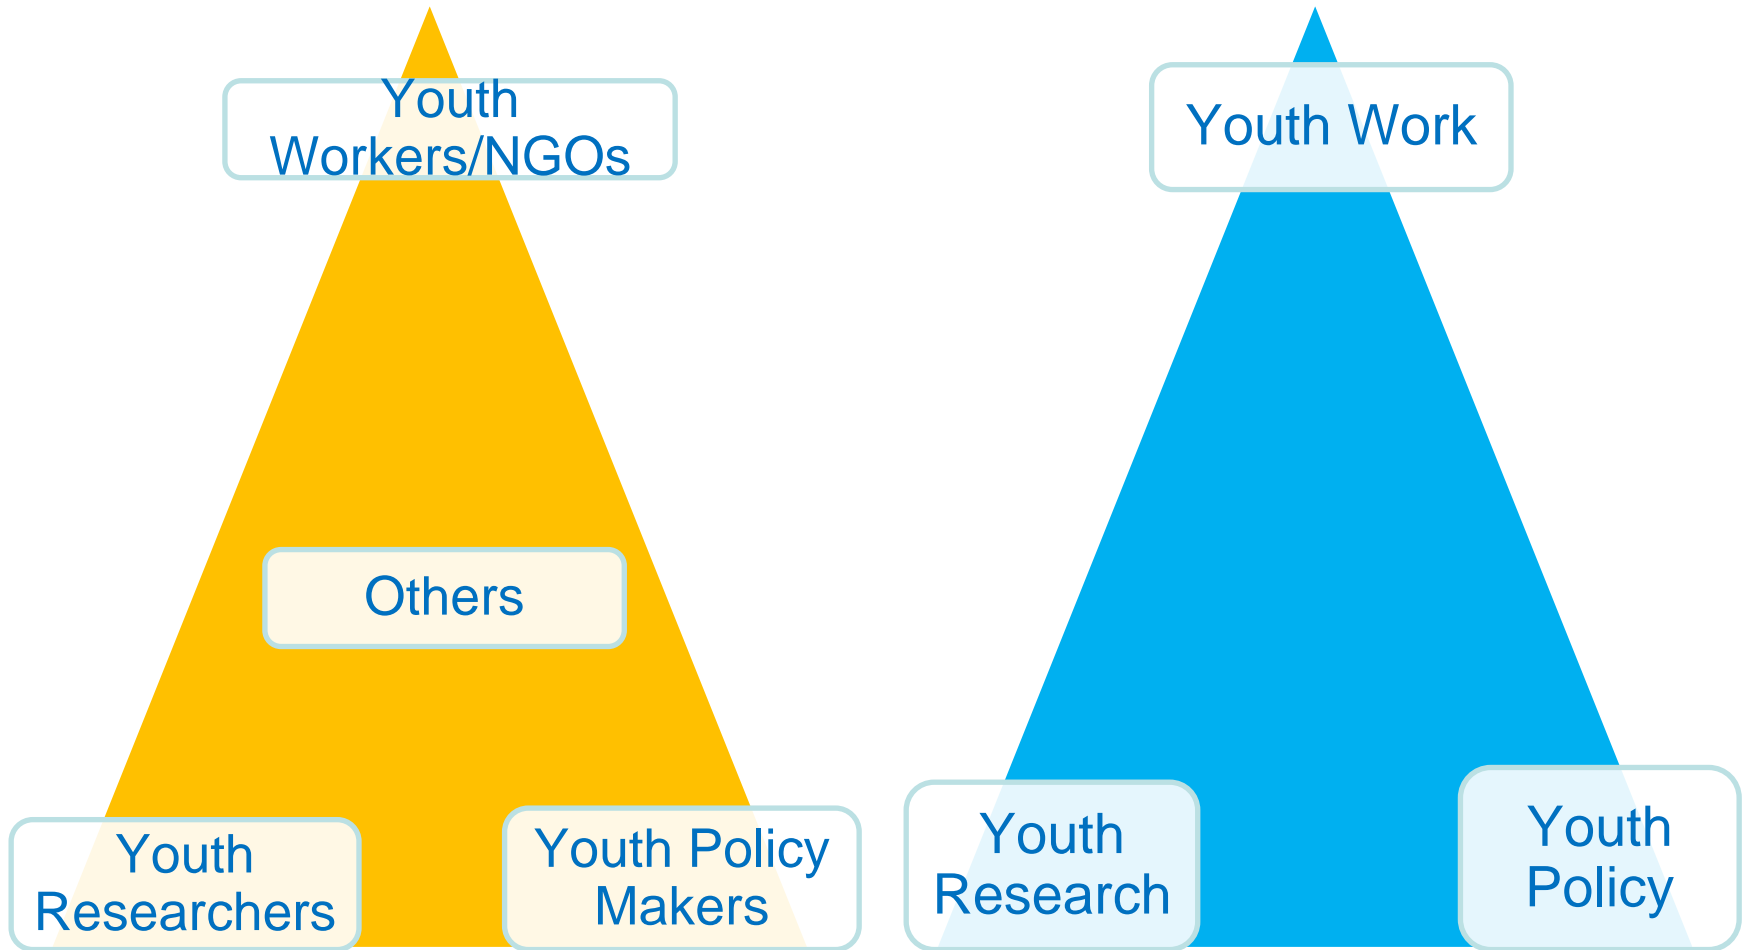 Youth
Workers/NGOs
Others
Youth
Researchers
Youth Policy
Makers
Youth Work
Youth
Research
Youth
Policy